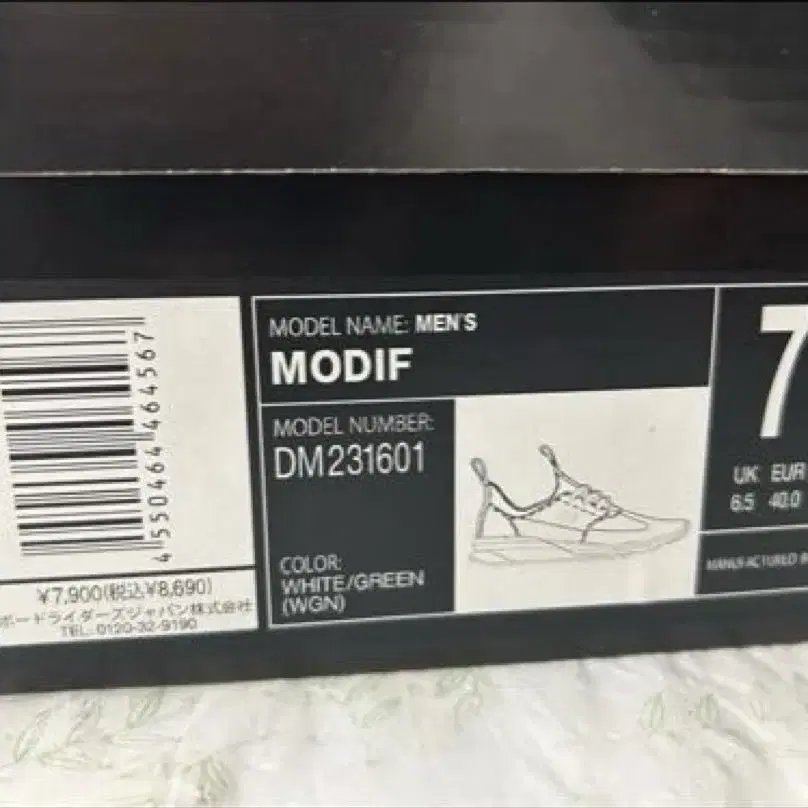 4550464464567
¥7,900(税込¥8,690)
ボードライダーズジャパン株式会社
TEL: 0120-32-9190
MODEL NAME: MEN'S
MODIF
MODEL NUMBER:
DM231601
COLOR:
WHITE/GREEN
(WGN)
7
UK EUR
6.5 40.0
MANUFACTURED